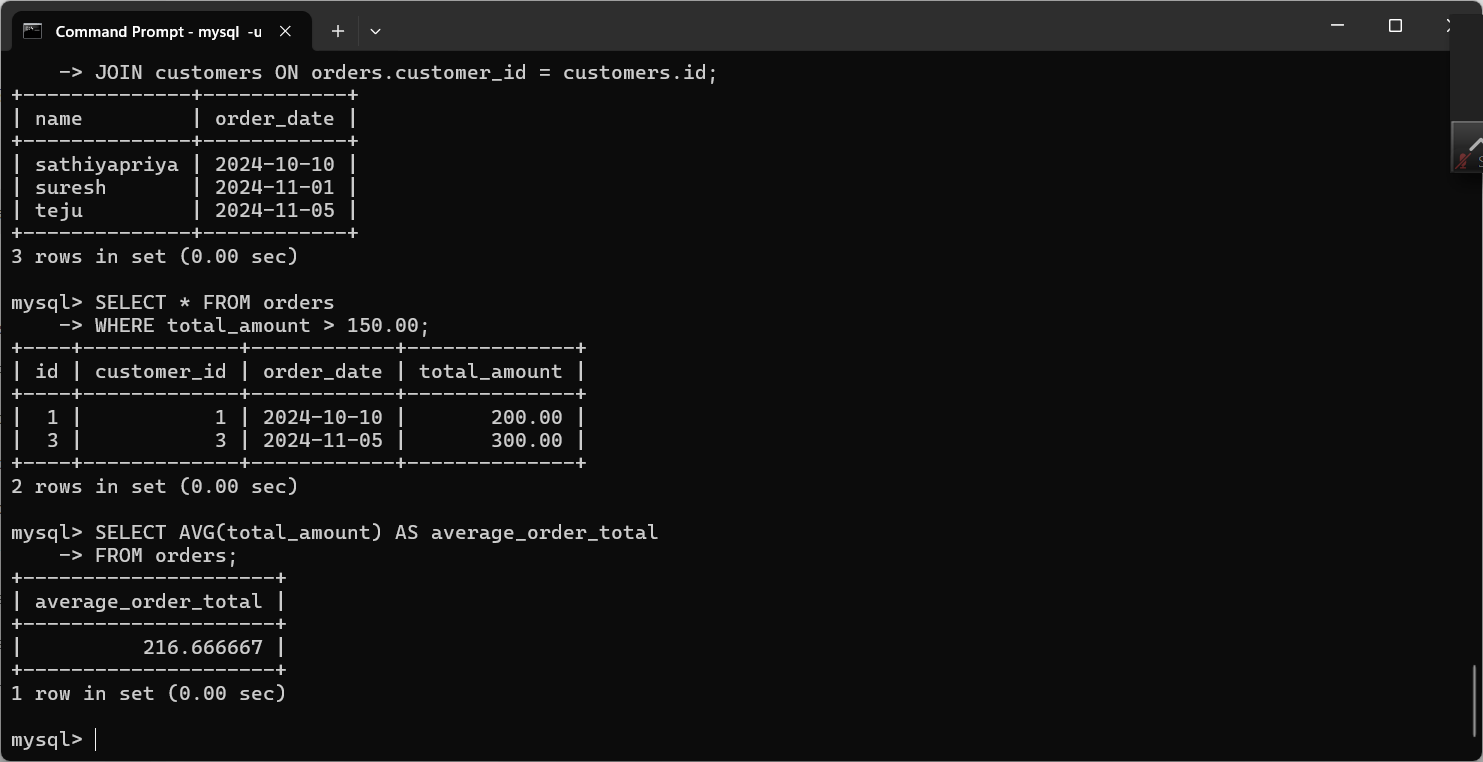 Command Prompt - mysql  -u
    -> JOIN customers ON orders.customer_id = customers.id;
+--------------+------------+
| name         | order_date |
+--------------+------------+
| sathiyapriya | 2024-10-10 |
| suresh       | 2024-11-01 |
| teju         | 2024-11-05 |
+--------------+------------+
3 rows in set (0.00 sec)
mysql> SELECT * FROM orders
    -> WHERE total_amount > 150.00;
+----+-------------+------------+--------------+
| id | customer_id | order_date | total_amount |
+----+-------------+------------+--------------+
|  1 |           1 | 2024-10-10 |       200.00 |
|  3 |           3 | 2024-11-05 |       300.00 |
+----+-------------+------------+--------------+
2 rows in set (0.00 sec)
mysql> SELECT AVG(total_amount) AS average_order_total
    -> FROM orders;
+---------------------+
| average_order_total |
+---------------------+
|          216.666667 |
+---------------------+
1 row in set (0.00 sec)
mysql>